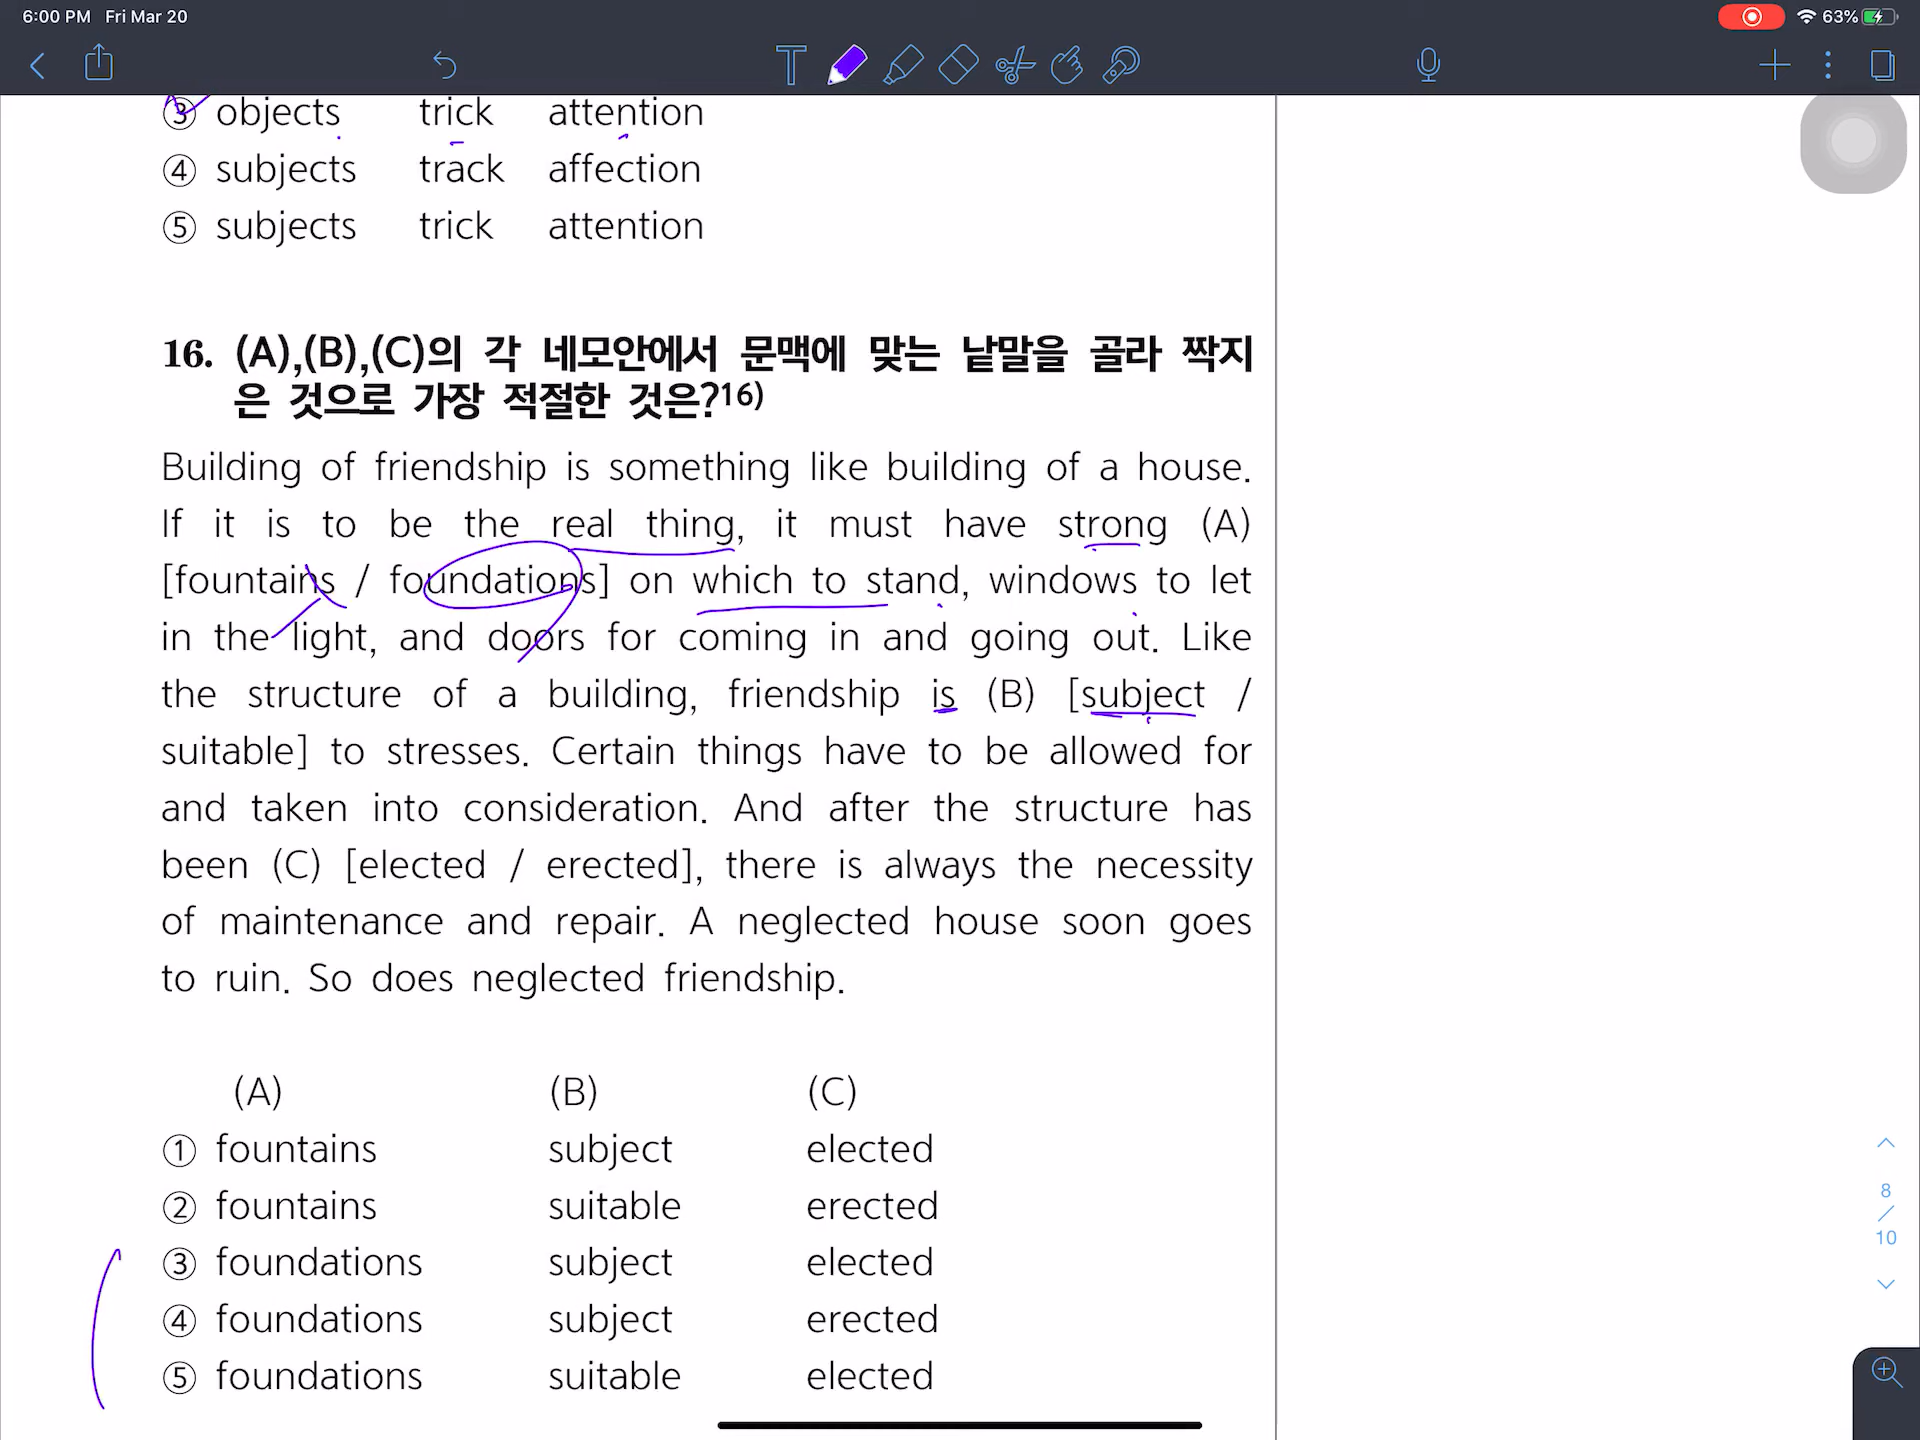 6:00 PM Fri Mar 20
63%
③ objects trick attention
④ subjects track affection
⑤ subjects trick attention
16. (A),(B),(C)의 각 네모안에서 문맥에 맞는 낱말을 골라 짝지
은 것으로 가장 적절한 것은?16)
Building of friendship is something like building of a house.
If it is to be the real thing, it must have strong (A)
[fountains / foundations] on which to stand, windows to let
in the light, and doors for coming in and going out. Like
the structure of a building, friendship is (B) [subject /
suitable] to stresses. Certain things have to be allowed for
and taken into consideration. And after the structure has
been (C) [elected / erected], there is always the necessity
of maintenance and repair. A neglected house soon goes
to ruin. So does neglected friendship.
(A) (B) (C)
① fountains subject elected
② fountains suitable erected
③ foundations subject elected
④ foundations subject erected
⑤ foundations suitable elected
8
/
10